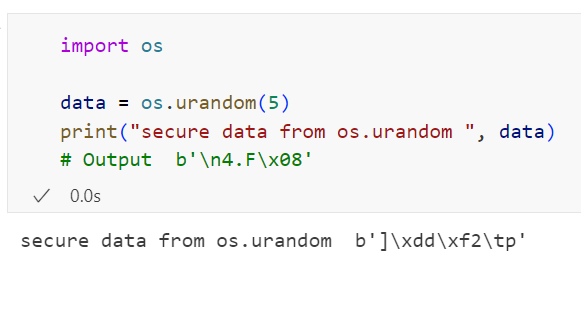 import os
data = os.urandom(5)
print("secure data from os.urandom ", data)
# Output  b'\n4.F\x08'
0.0s
secure data from os.urandom  b']\xdd\xf2\tp'